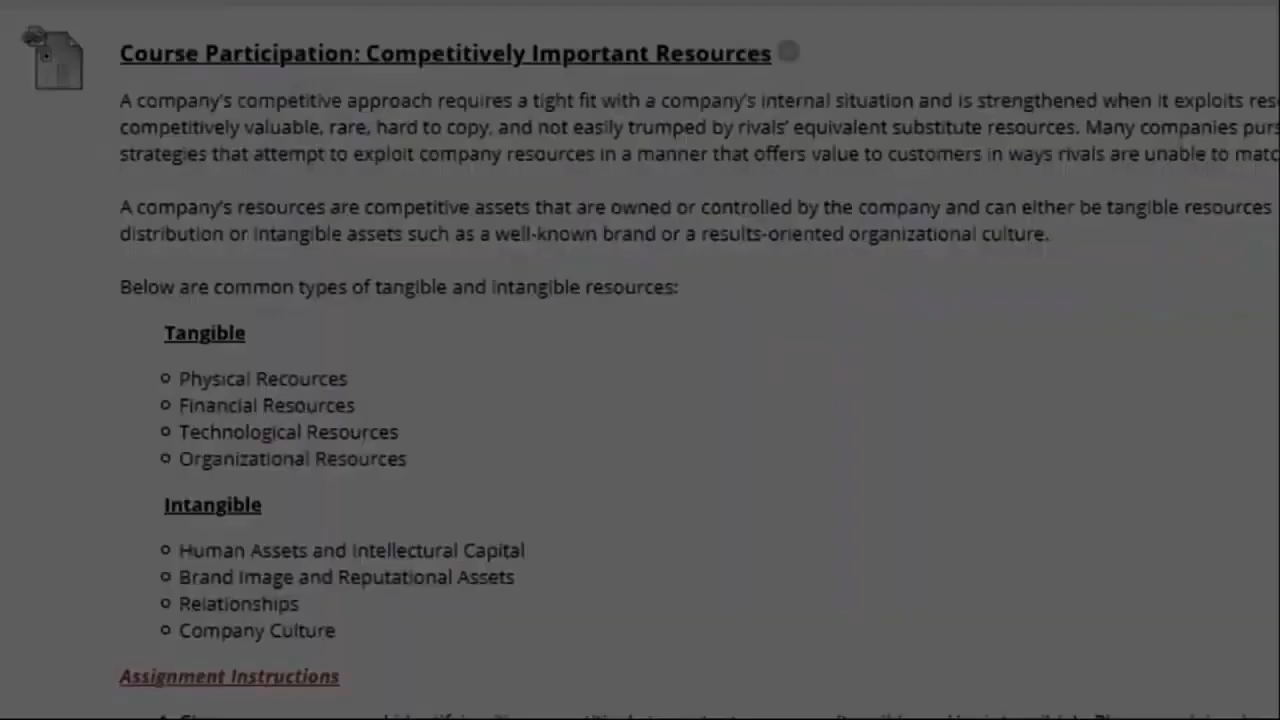 Course Participation: Competitively Important Resources
A company's competitive approach requires a tight fit with a company's internal situation and is strengthened when it exploits res
competitively valuable, rare, hard to copy, and not easily trumped by rivals' equivalent substitute resources. Many companies purs
strategies that attempt to exploit company resources in a manner that offers value to customers in ways rivals are unable to matc
A company's resources are competitive assets that are owned or controlled by the company and can either be tangible resources
distribution or intangible assets such as a well-known brand or a results-oriented organizational culture.
Below are common types of tangible and intangible resources:
Tangible
Physical Recources
Financial Resources
Technological Resources
Organizational Resources
Intangible
Human Assets and Intellectural Capital
Brand Image and Reputational Assets
Relationships
Company Culture
Assignment Instructions